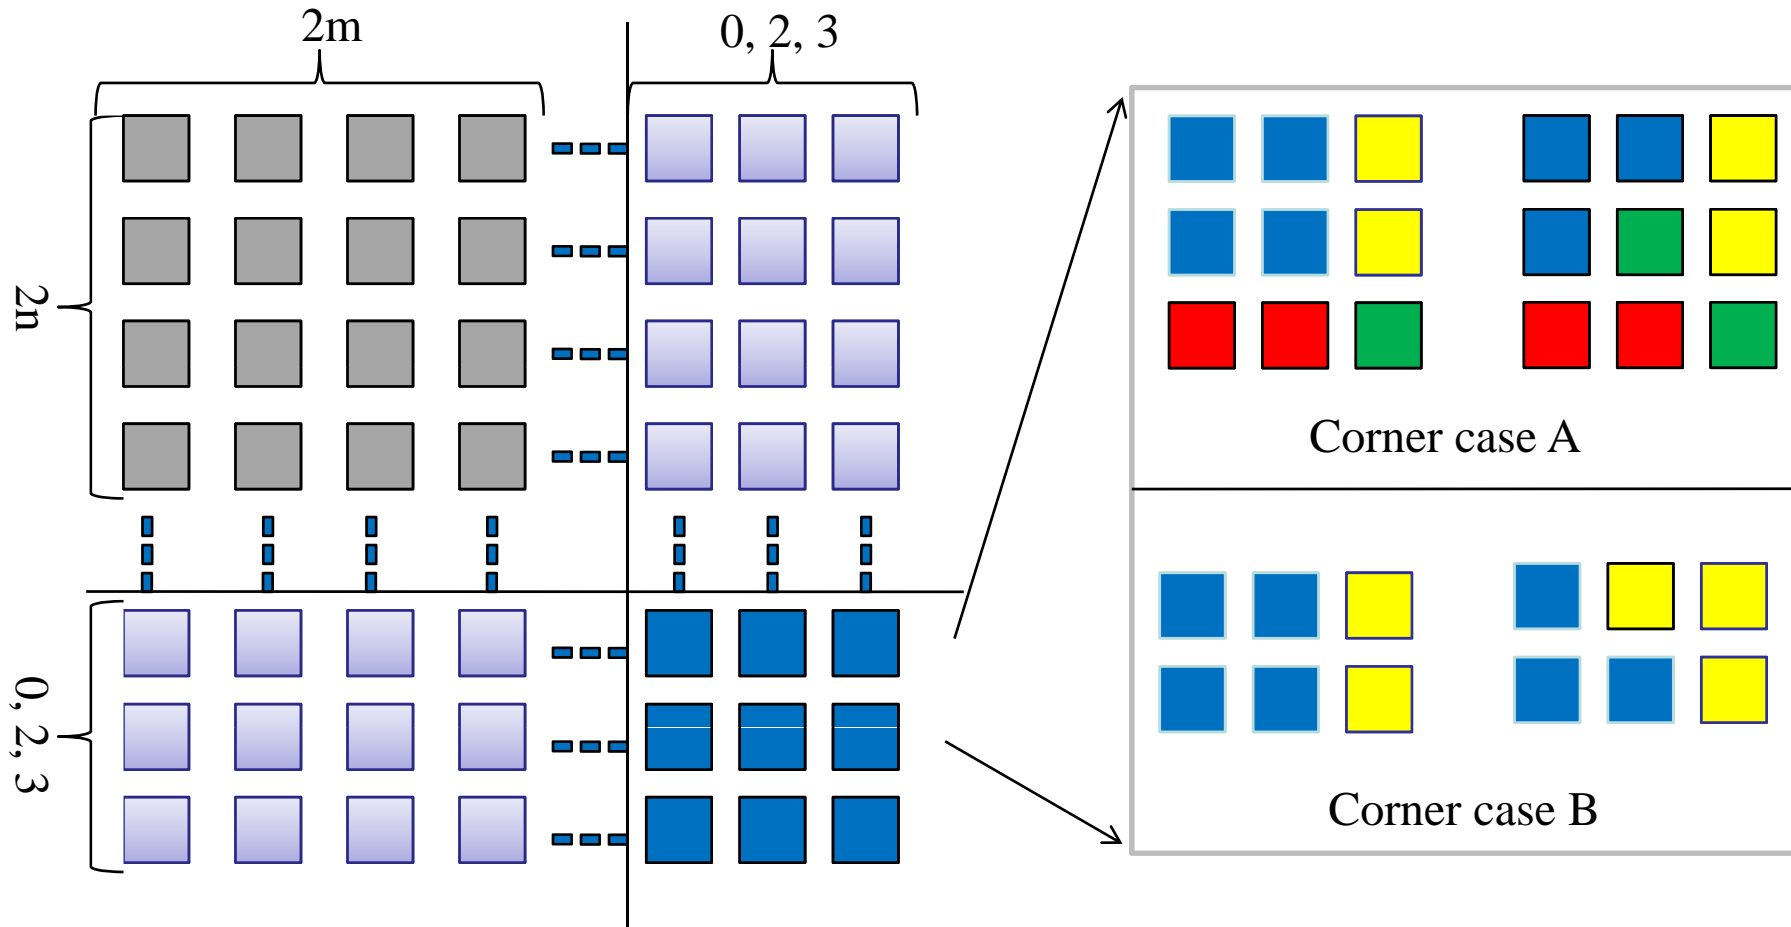 2m
0, 2, 3
2n
0, 2, 3
Corner case A
Corner case B